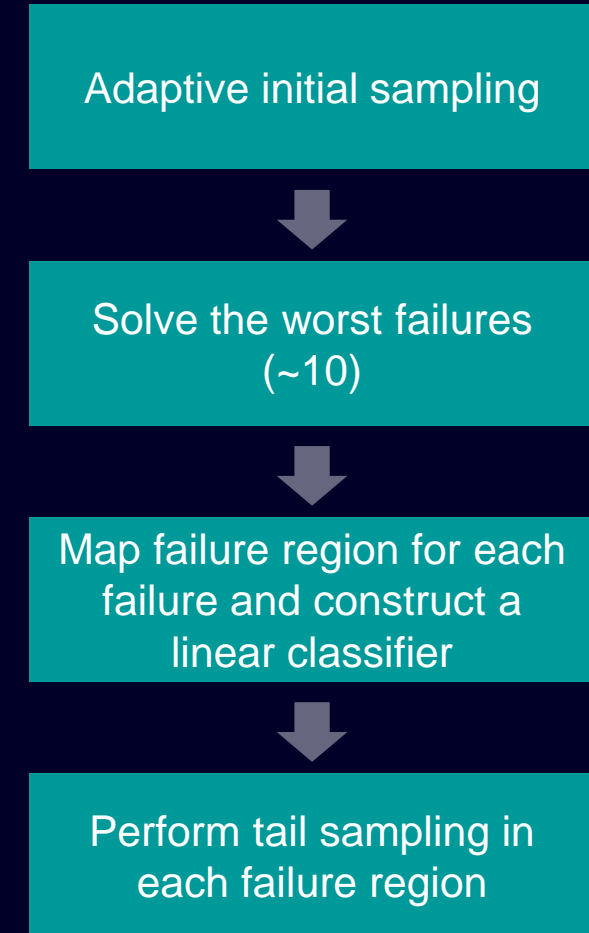 Adaptive initial sampling
Solve the worst failures
(~10)
Map failure region for each
failure and construct a
linear classifier
Perform tail sampling in
each failure region